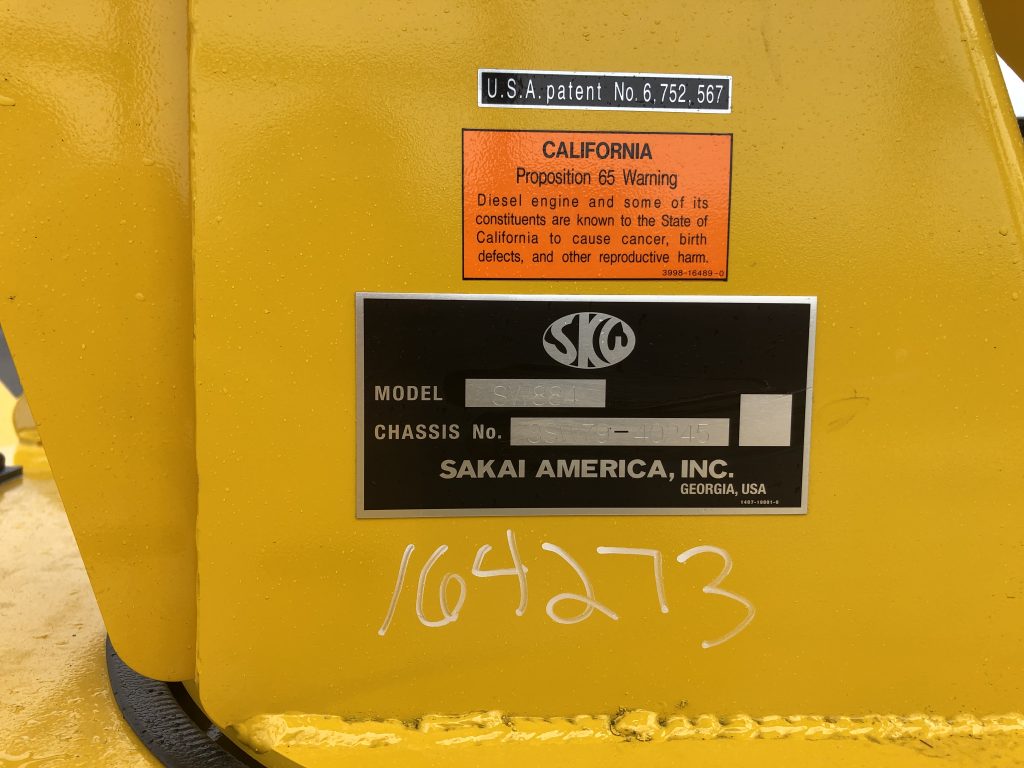 U.S.A. patent No. 6,752,567
CALIFORNIA
Proposition 65 Warning
Diesel engine and some of its
constituents are known to the State of
California to cause cancer, birth
defects, and other reproductive harm.
3998-16489-0
SKW
MODEL SW884
CHASSIS No.
SAKAI AMERICA, INC.
GEORGIA, USA
164273